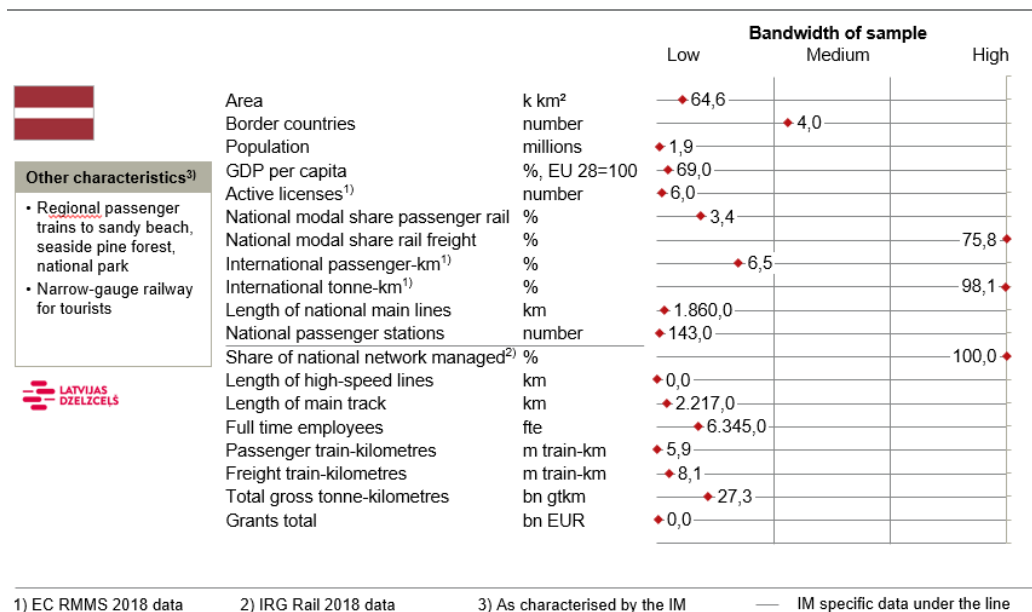 Bandwidth of sample
Low Medium High
Area k km² 64,6
Border countries number 4,0
Population millions 1,9
GDP per capita %, EU 28=100 69,0
Active licenses1) number 6,0
National modal share passenger rail % 3,4
National modal share rail freight % 75,8
International passenger-km1) % 6,5
International tonne-km1) % 98,1
Length of national main lines km 1.860,0
National passenger stations number 143,0
Share of national network managed2) % 100,0
Length of high-speed lines km 0,0
Length of main track km 2.217,0
Full time employees fte 6.345,0
Passenger train-kilometres m train-km 5,9
Freight train-kilometres m train-km 8,1
Total gross tonne-kilometres bn gtkm 27,3
Grants total bn EUR 0,0
Other characteristics3)
• Regional passenger
trains to sandy beach,
seaside pine forest,
national park
• Narrow-gauge railway
for tourists
LATVIJAS
DZELZCEĻŠ
1) EC RMMS 2018 data 2) IRG Rail 2018 data 3) As characterised by the IM — IM specific data under the line